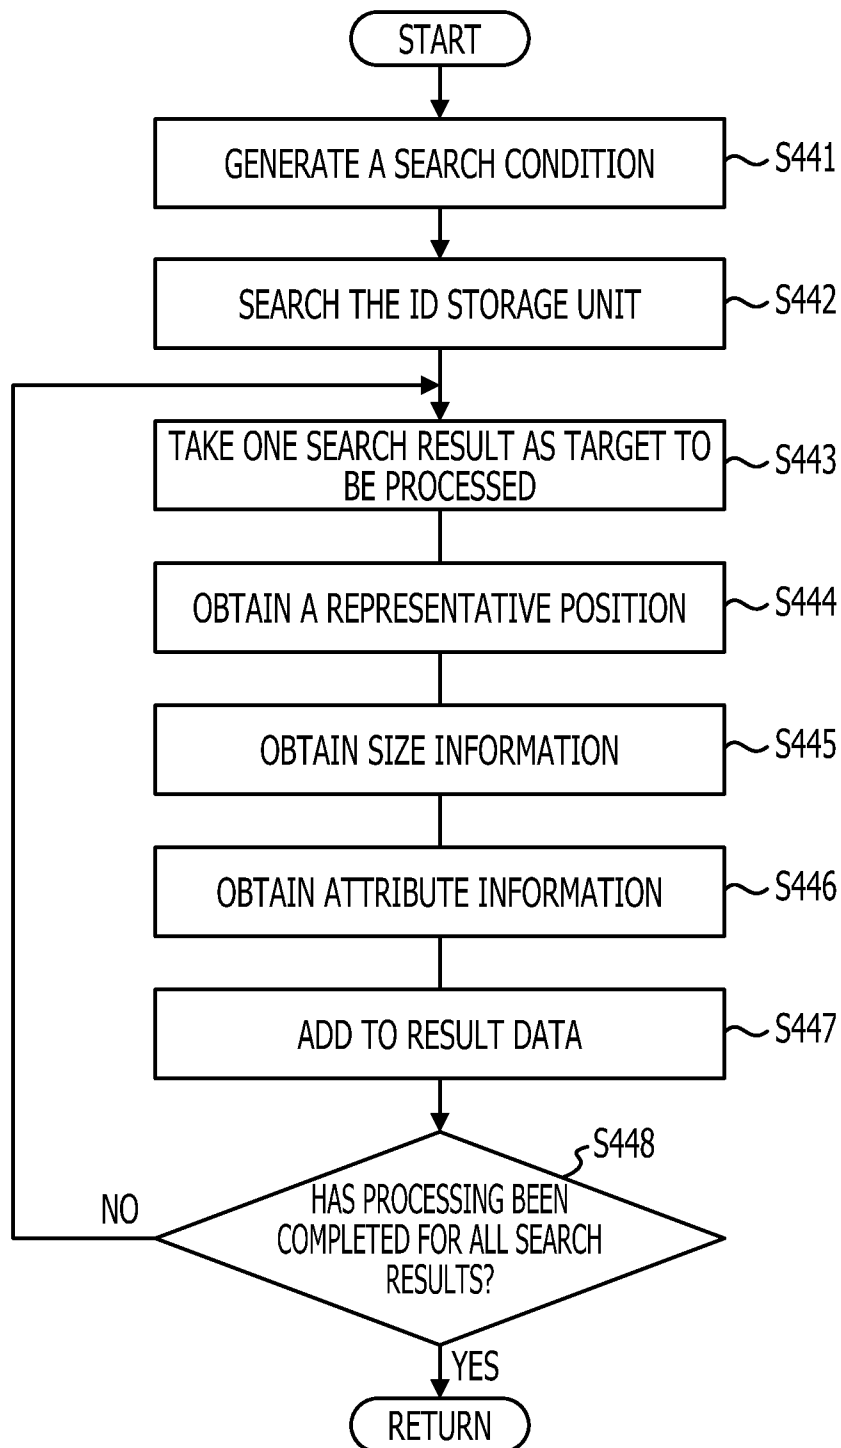 START
GENERATE A SEARCH CONDITION
S441
SEARCH THE ID STORAGE UNIT
S442
TAKE ONE SEARCH RESULT AS TARGET TO
BE PROCESSED
S443
OBTAIN A REPRESENTATIVE POSITION
S444
OBTAIN SIZE INFORMATION
S445
OBTAIN ATTRIBUTE INFORMATION
S446
ADD TO RESULT DATA
S447
S448
HAS PROCESSING BEEN
COMPLETED FOR ALL SEARCH
RESULTS?
NO
YES
RETURN